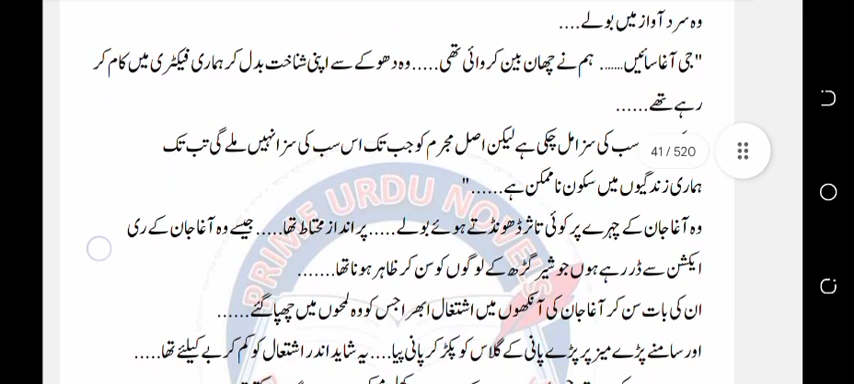 وہ سرد آواز میں بولے....
"جی آغا سائیں....... ہم نے چھان بین کروائی تھی.....وہ دھوکے سے اپنی شناخت بدل کر ہماری فیکٹری میں کام کر
رہے تھے......
سب کی سزا مل چکی ہے لیکن اصل مجرم کو جب تک اس سب کی سزا نہیں ملے گی تب تک
41 / 520
ہماری زندگیوں میں سکون ناممکن ہے......"
وہ آغا جان کے چہرے پر کوئی تاثر ڈھونڈتے ہوئے بولے.....پر انداز محتاط تھا.....جیسے وہ آغا جان کے ری
ایکشن سے ڈر رہے ہوں جو شیر گڑھ کے لوگوں کو سن کر ظاہر ہونا تھا.......
ان کی بات سن کر آغا جان کی آنکھوں میں اشتعال ابھرا جس کو وہ لمحوں میں چھپا گئے......
اور سامنے پڑے میز پر پڑے پانی کے گلاس کو پکڑ کر پانی پیا....یہ شاید اندر اشتعال کو کم کرنے کیلئے تھا.....
PRIME URDU NOVELS